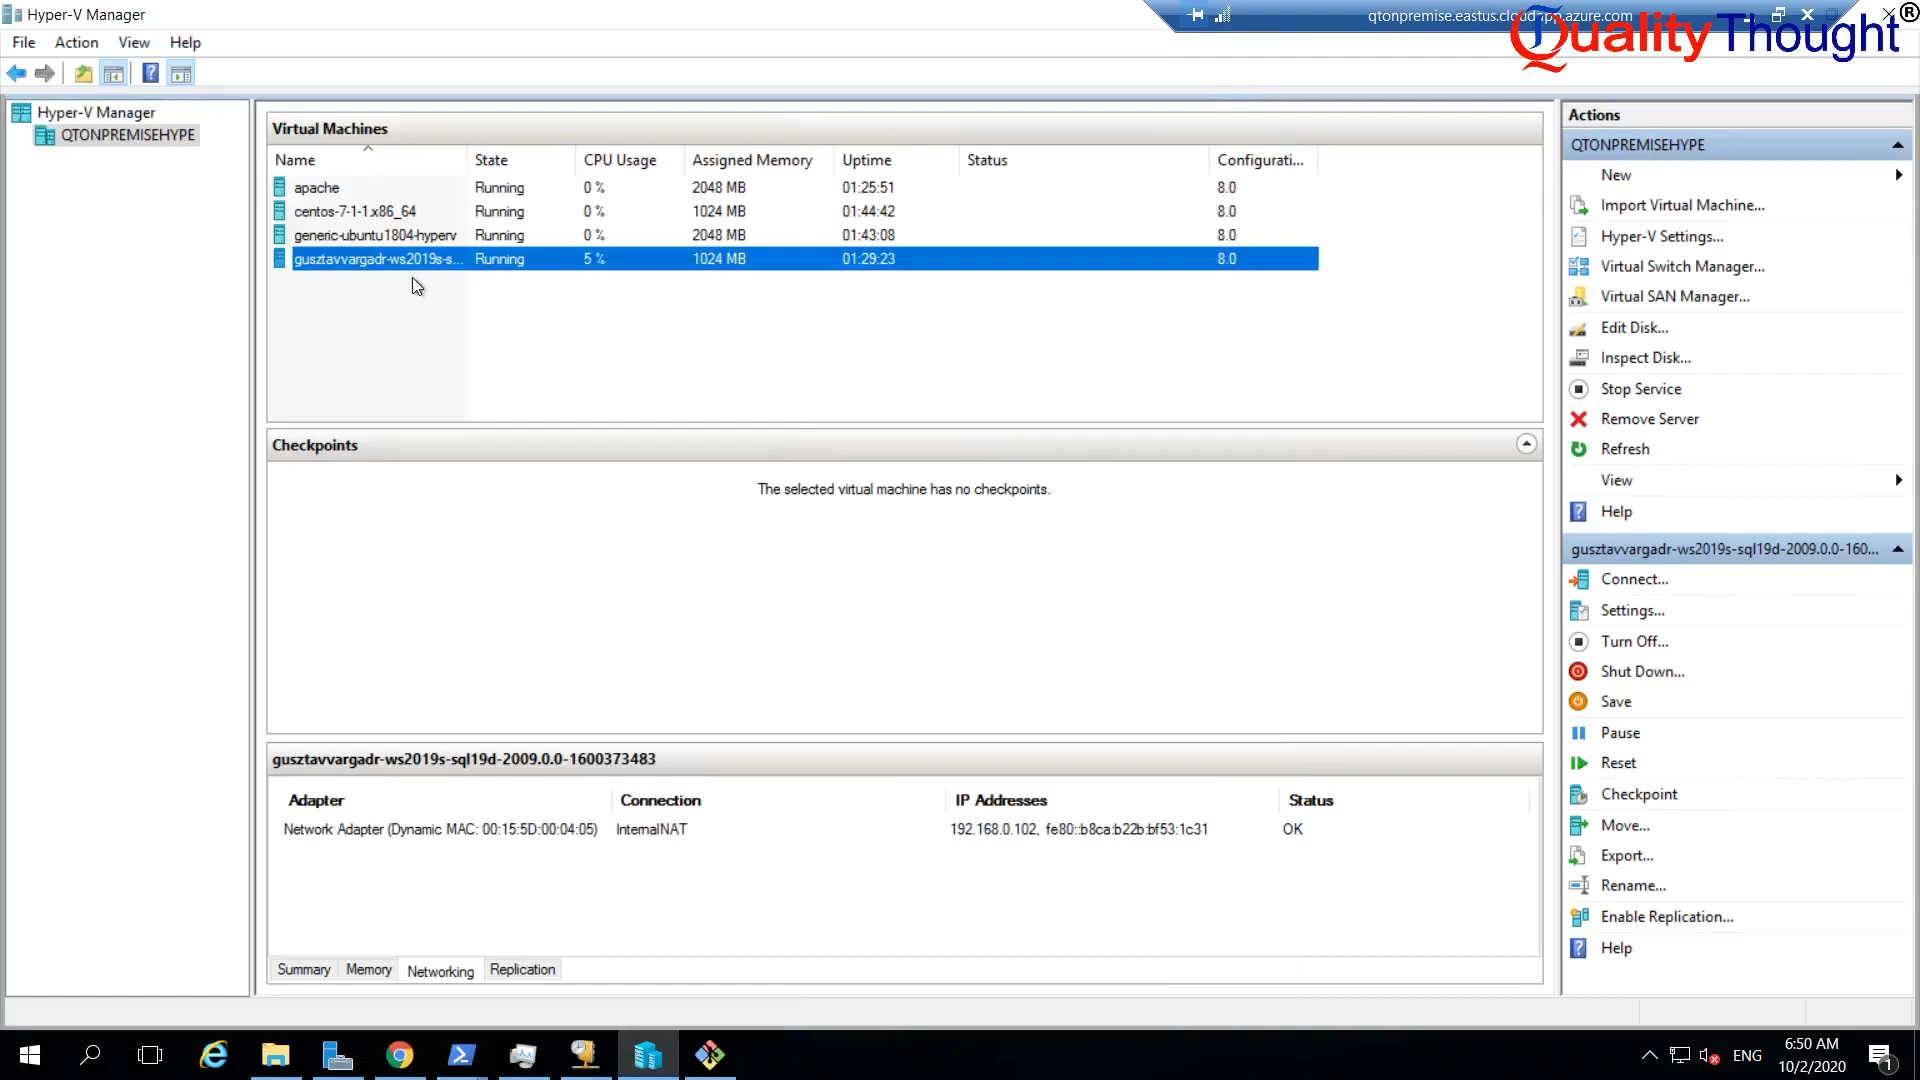 Hyper-V Manager
qtonpremise.eastus.cloudapp.azure.com
QualityThought®
File Action View Help
Hyper-V Manager
QTONPREMISEHYPE
Virtual Machines
Name State CPU Usage Assigned Memory Uptime Status Configurati...
apache Running 0 % 2048 MB 01:25:51 8.0
centos-7-1-1.x86_64 Running 0 % 1024 MB 01:44:42 8.0
generic-ubuntu1804-hyperv Running 0 % 2048 MB 01:43:08 8.0
gusztavvargadr-ws2019s-s... Running 5 % 1024 MB 01:29:23 8.0
Checkpoints
The selected virtual machine has no checkpoints.
gusztavvargadr-ws2019s-sql19d-2009.0.0-1600373483
Adapter Connection IP Addresses Status
Network Adapter (Dynamic MAC: 00:15:5D:00:04:05) InternalNAT 192.168.0.102, fe80::b8ca:b22b:bf53:1c31 OK
Summary Memory Networking Replication
Actions
QTONPREMISEHYPE
New
Import Virtual Machine...
Hyper-V Settings...
Virtual Switch Manager...
Virtual SAN Manager...
Edit Disk...
Inspect Disk...
Stop Service
Remove Server
Refresh
View
Help
gusztavvargadr-ws2019s-sql19d-2009.0.0-160...
Connect...
Settings...
Turn Off...
Shut Down...
Save
Pause
Reset
Checkpoint
Move...
Export...
Rename...
Enable Replication...
Help
ENG
6:50 AM
10/2/2020
1